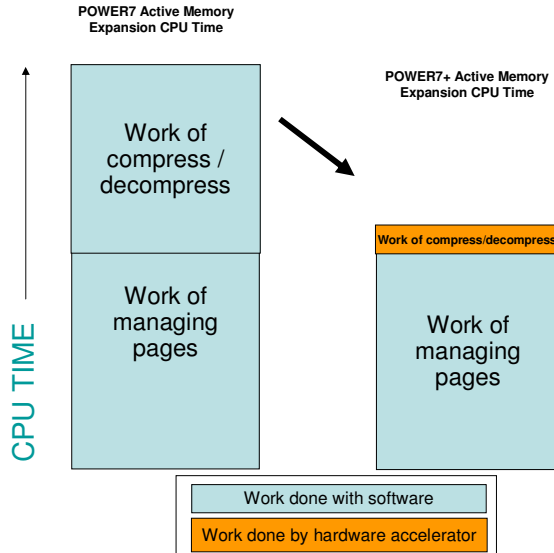 POWER7 Active Memory
Expansion CPU Time
POWER7+ Active Memory
Expansion CPU Time
Work of
compress /
decompress
Work of compress/decompress
Work of
managing
pages
Work of
managing
pages
CPU TIME
Work done with software
Work done by hardware accelerator